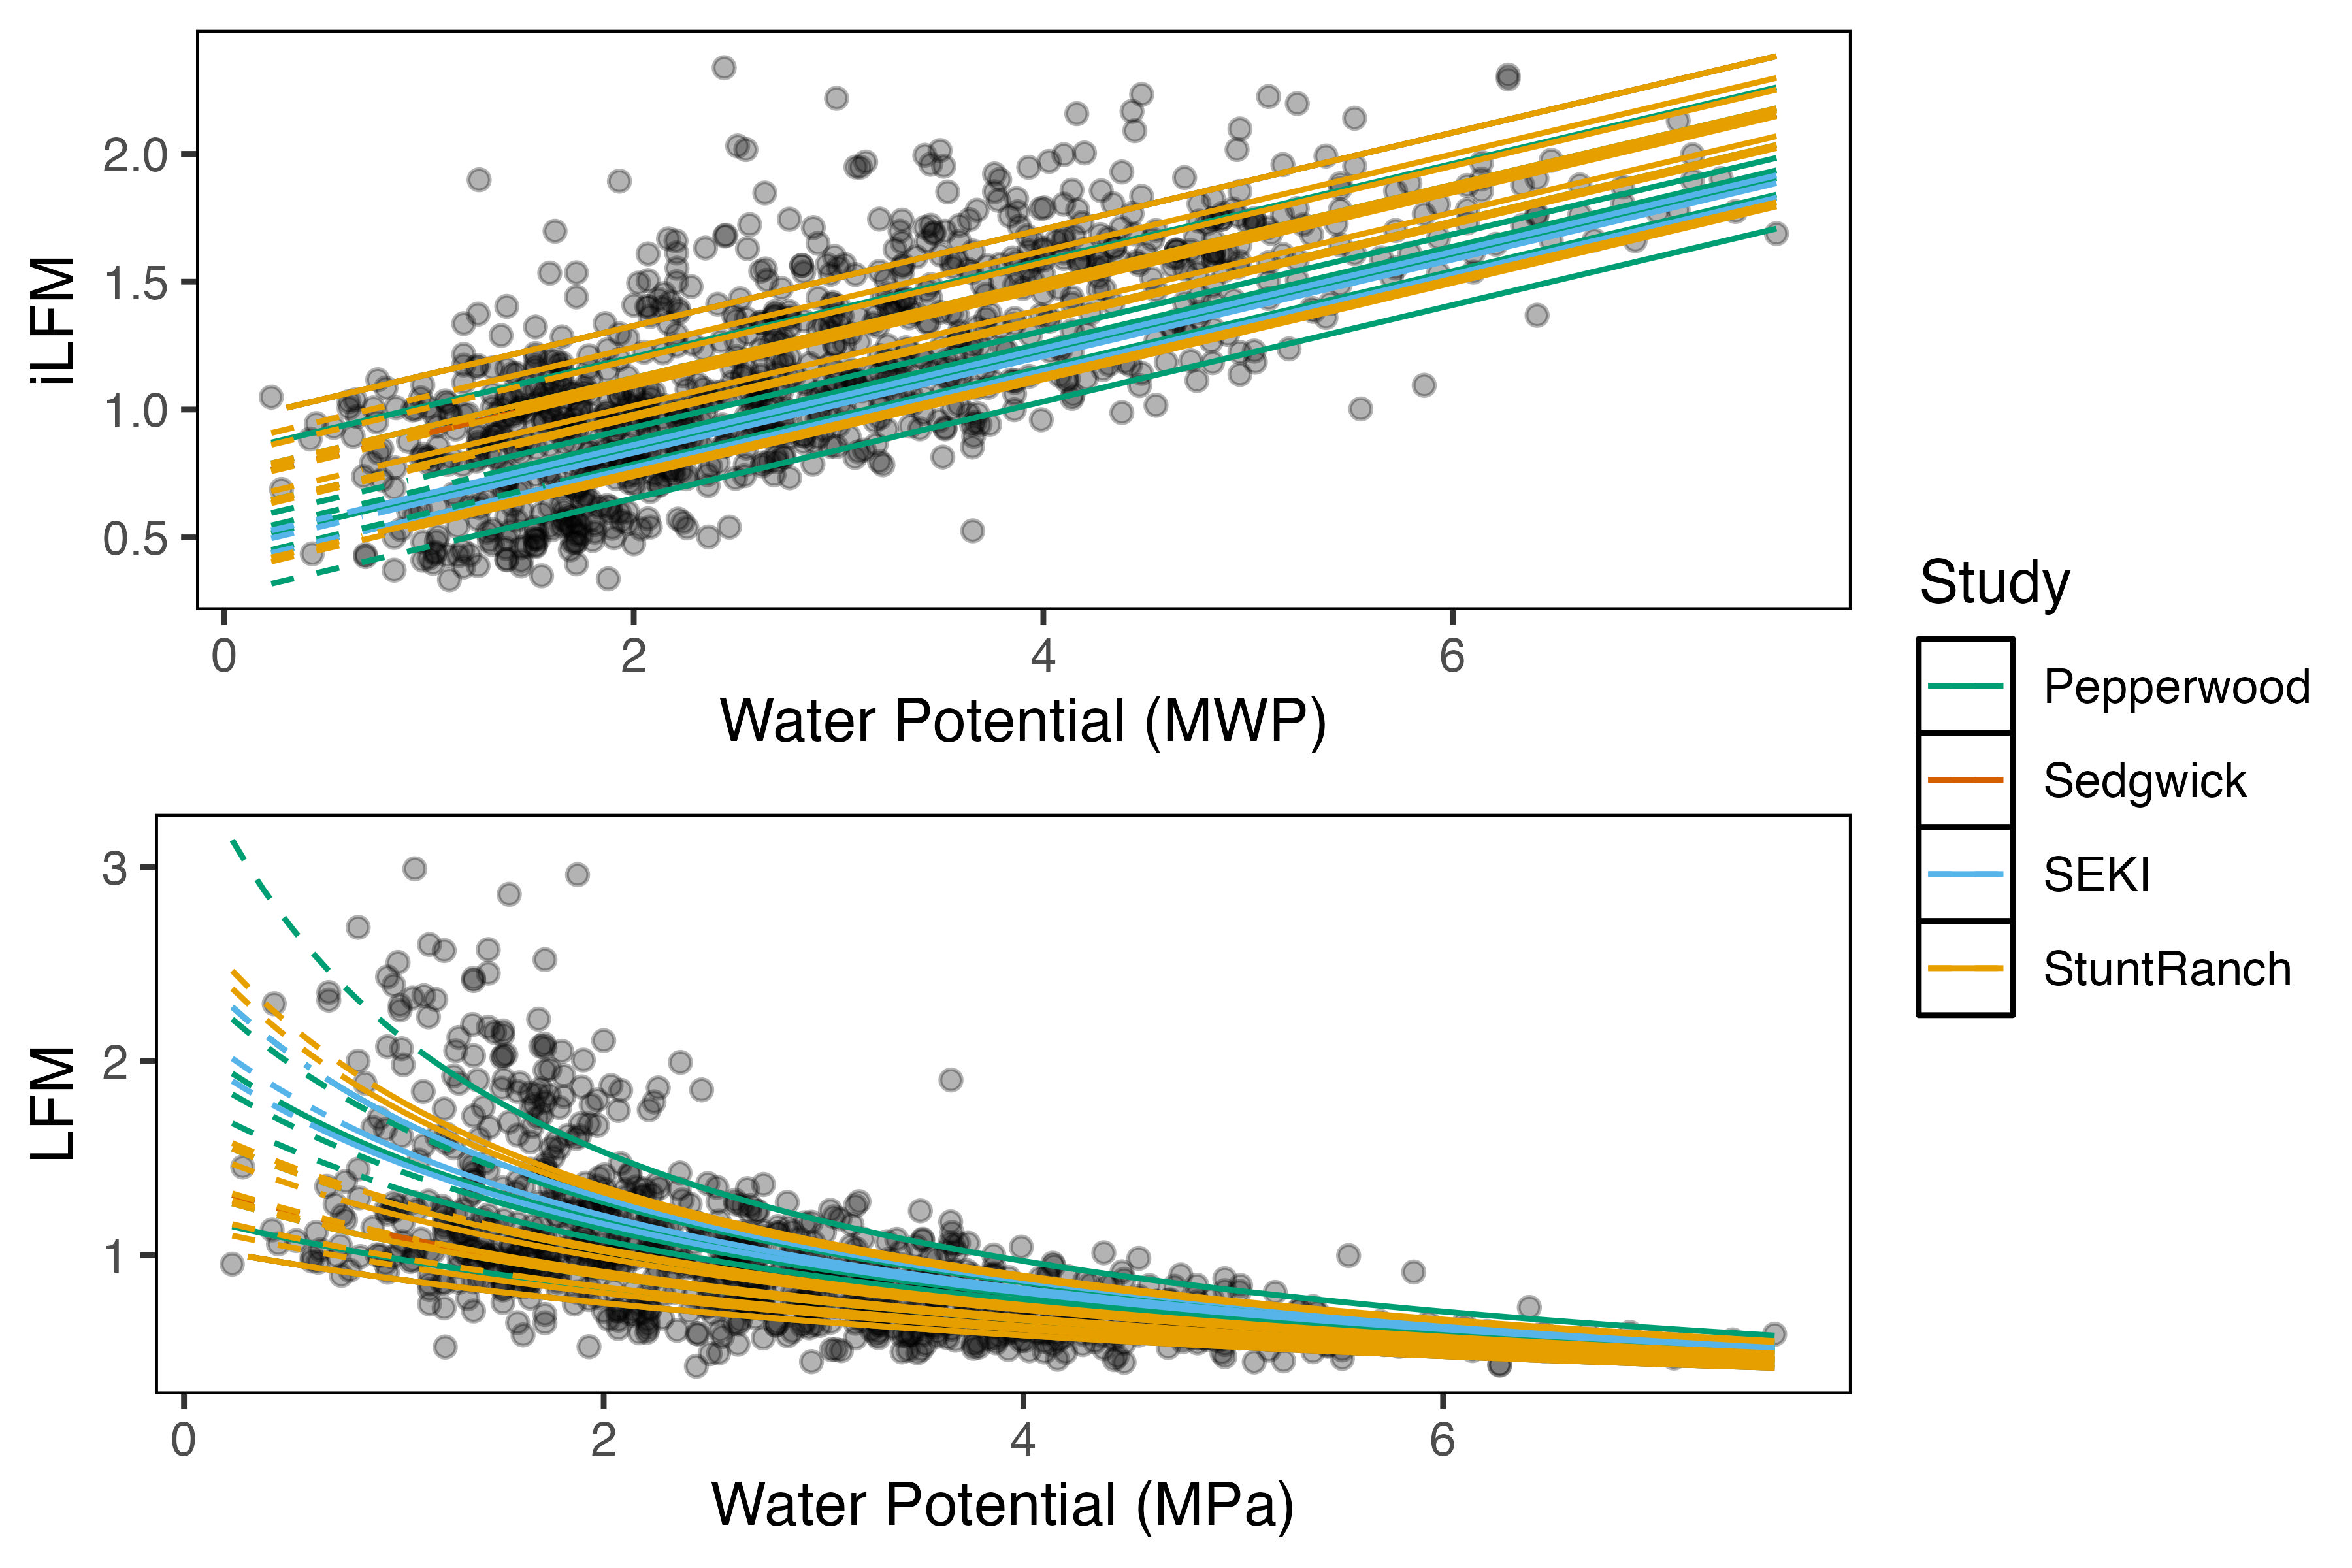 iLFM
2.0
1.5
1.0
0.5
0 2 4 6
Water Potential (MWP)
LFM
3
2
1
0 2 4 6
Water Potential (MPa)
Study
Pepperwood
Sedgwick
SEKI
StuntRanch